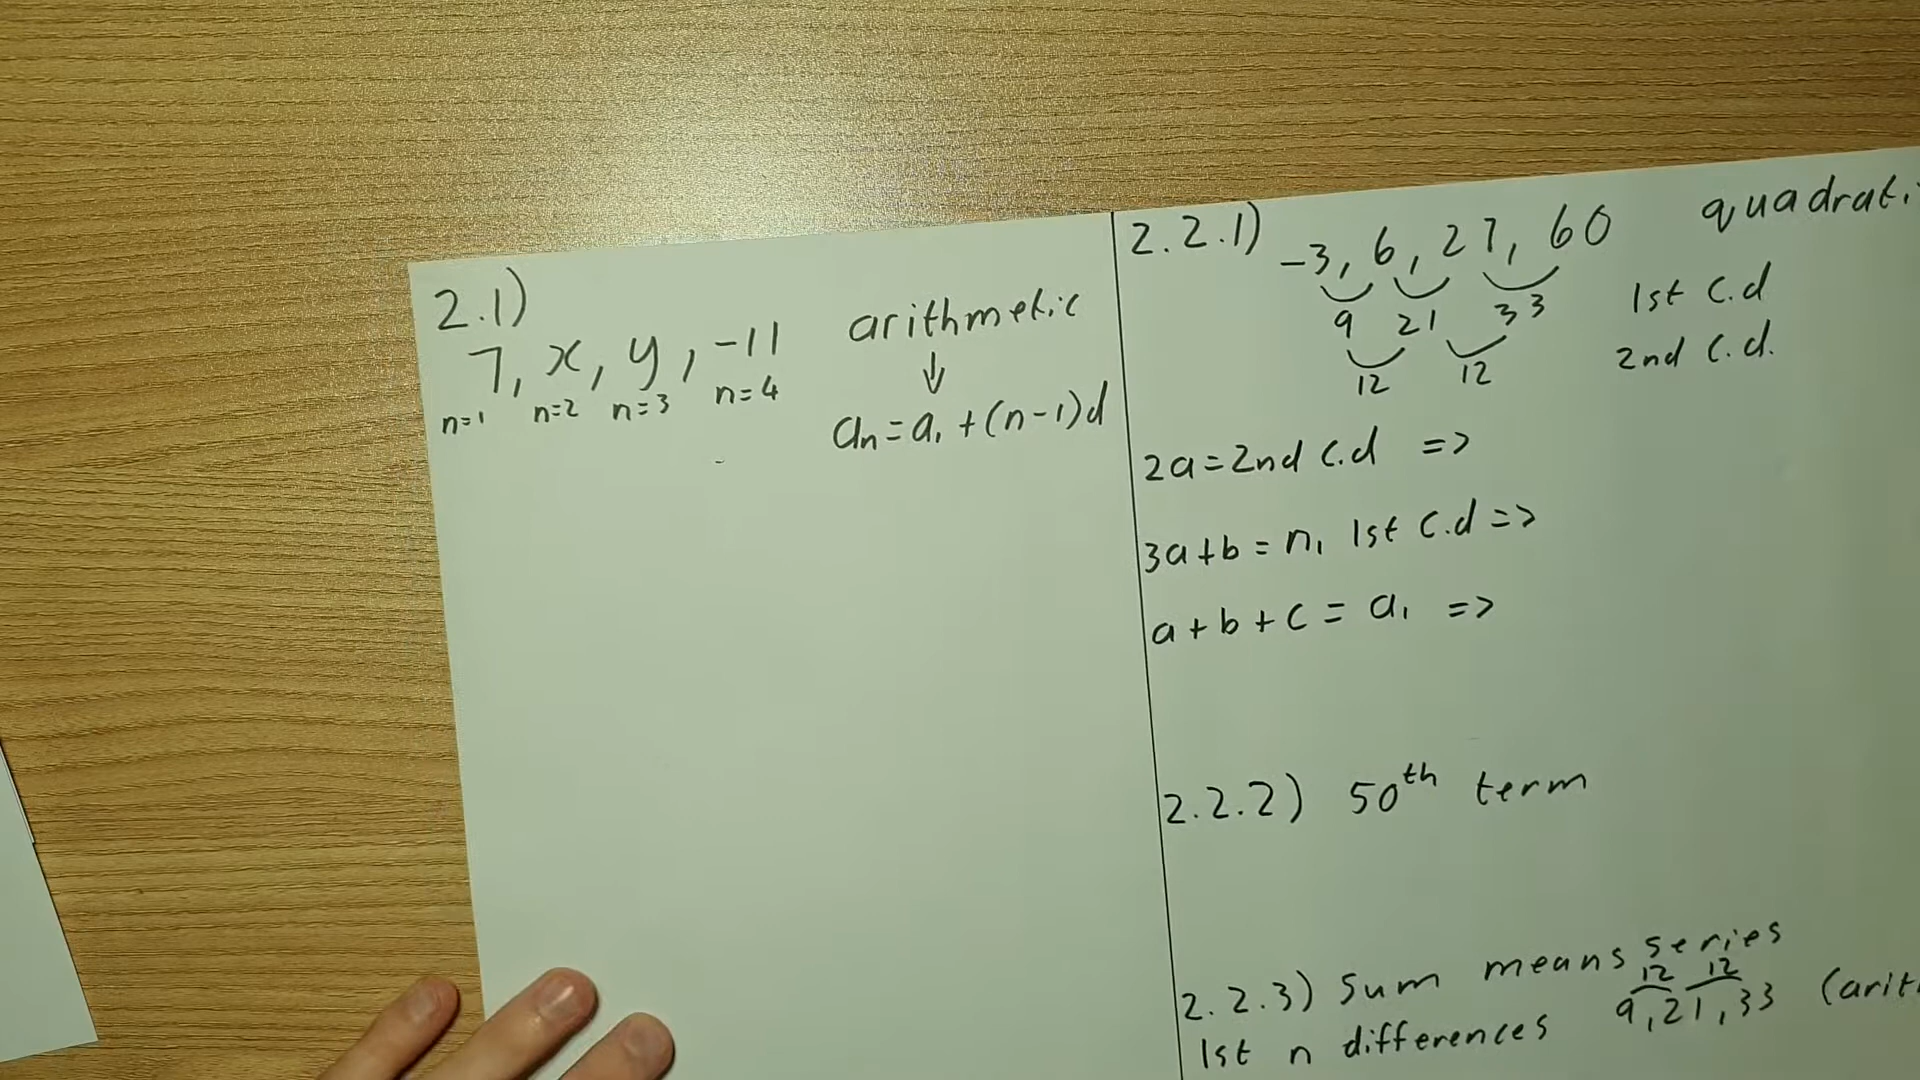 2.1)
7, x, y, -11
n=1 n=2 n=3 n=4
arithmetic
↓
an = a1 + (n-1)d
2.2.1) -3, 6, 27, 60
9 21 33 1st C.d
12 12 2nd C.d.
2a = 2nd C.d =>
3a+b = n1 1st C.d =>
a+b+c = a1 =>
2.2.2) 50th term
2.2.3) Sum means series
12 12
1st n differences 9, 21, 33